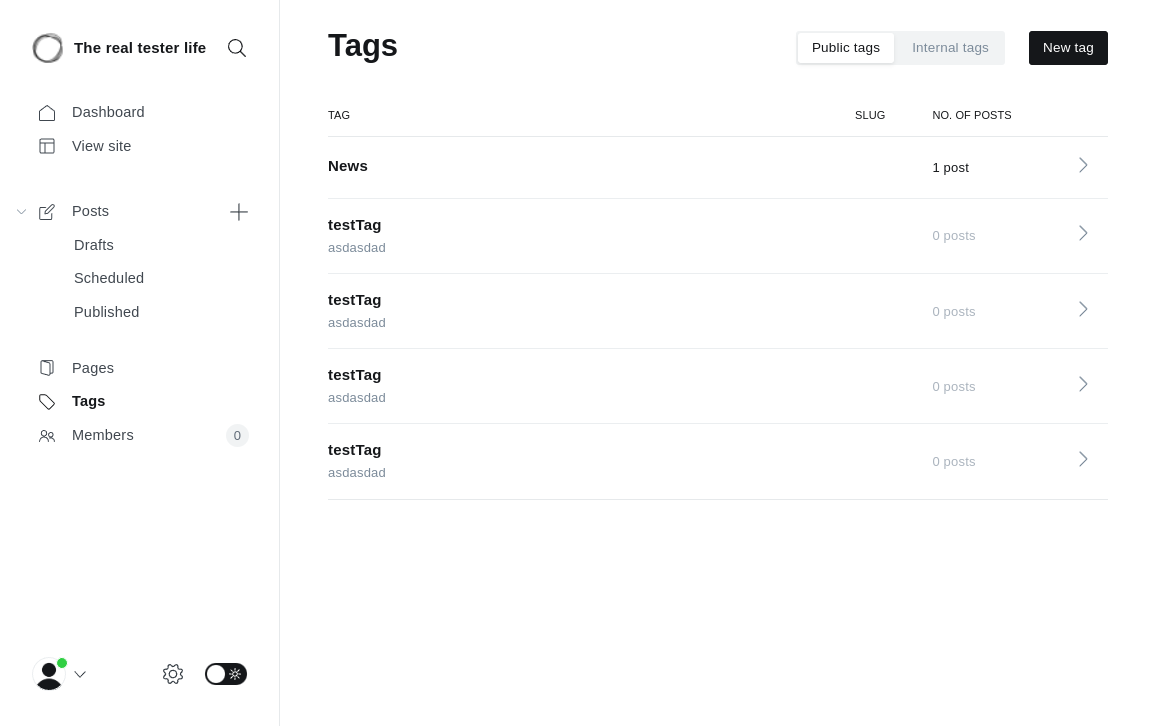 The real tester life
Dashboard
View site
Posts
Drafts
Scheduled
Published
Pages
Tags
Members 0
Tags
Public tags Internal tags New tag
TAG SLUG NO. OF POSTS
News 1 post
testTag
asdasdad 0 posts
testTag
asdasdad 0 posts
testTag
asdasdad 0 posts
testTag
asdasdad 0 posts